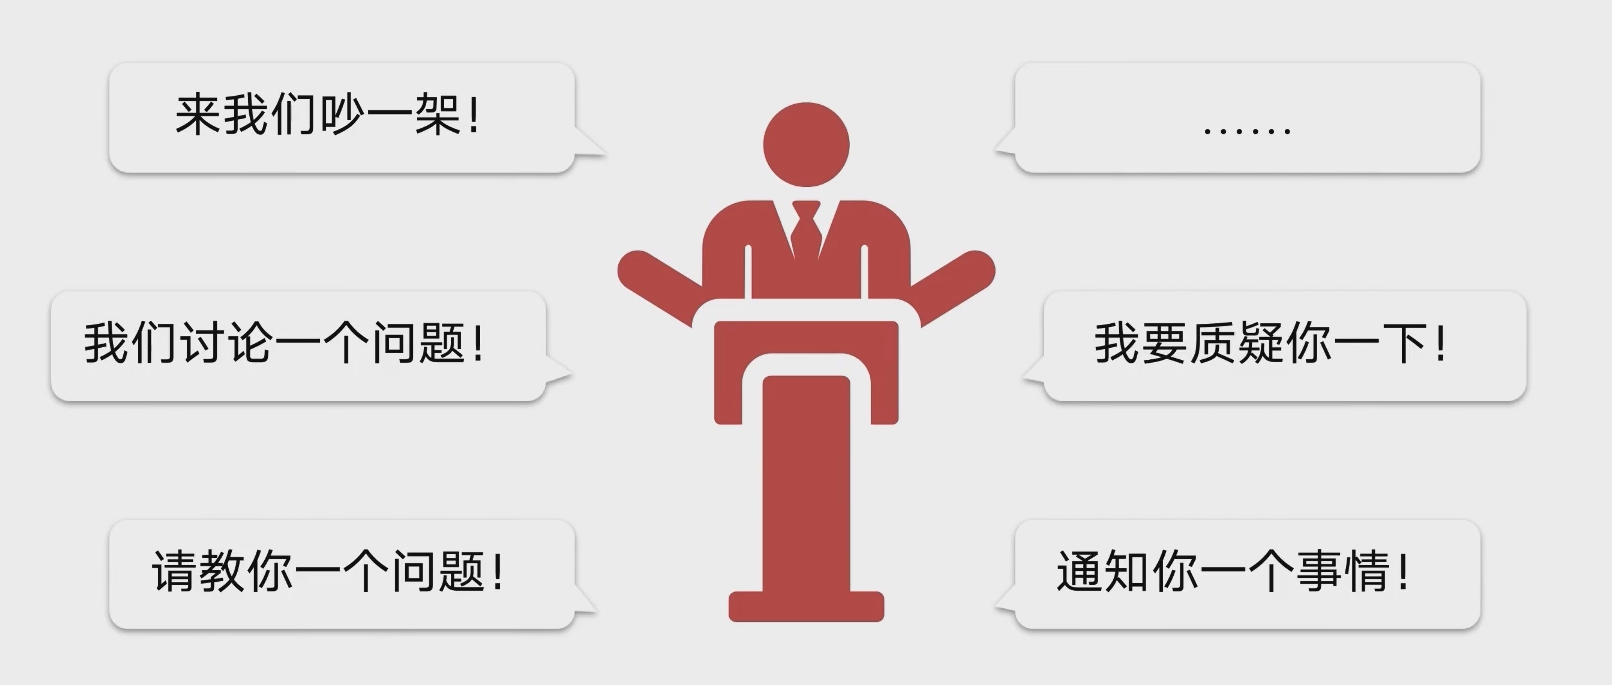 来我们吵一架！
……
我们讨论一个问题！
我要质疑你一下！
请教你一个问题！
通知你一个事情！